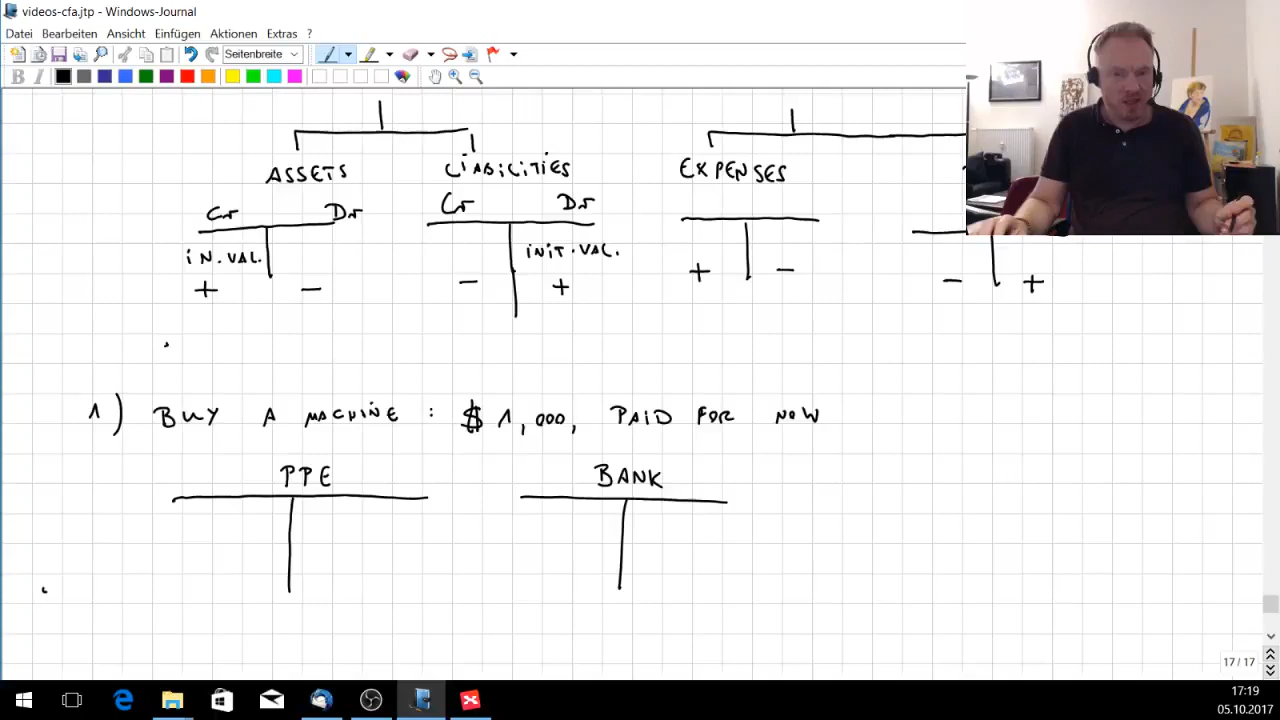 videos-cfa.jtp - Windows-Journal
Datei Bearbeiten Ansicht Einfügen Aktionen Extras ?
Seitenbreite
B I
ASSETS LIABILITIES EXPENSES
Cr Dr Cr Dr
IN.VAL. INIT.VAL.
+ - - + + - - +
1) BUY A MACHINE : $ 1,000, PAID FOR NOW
PPE BANK
17 / 17
17:19
05.10.2017